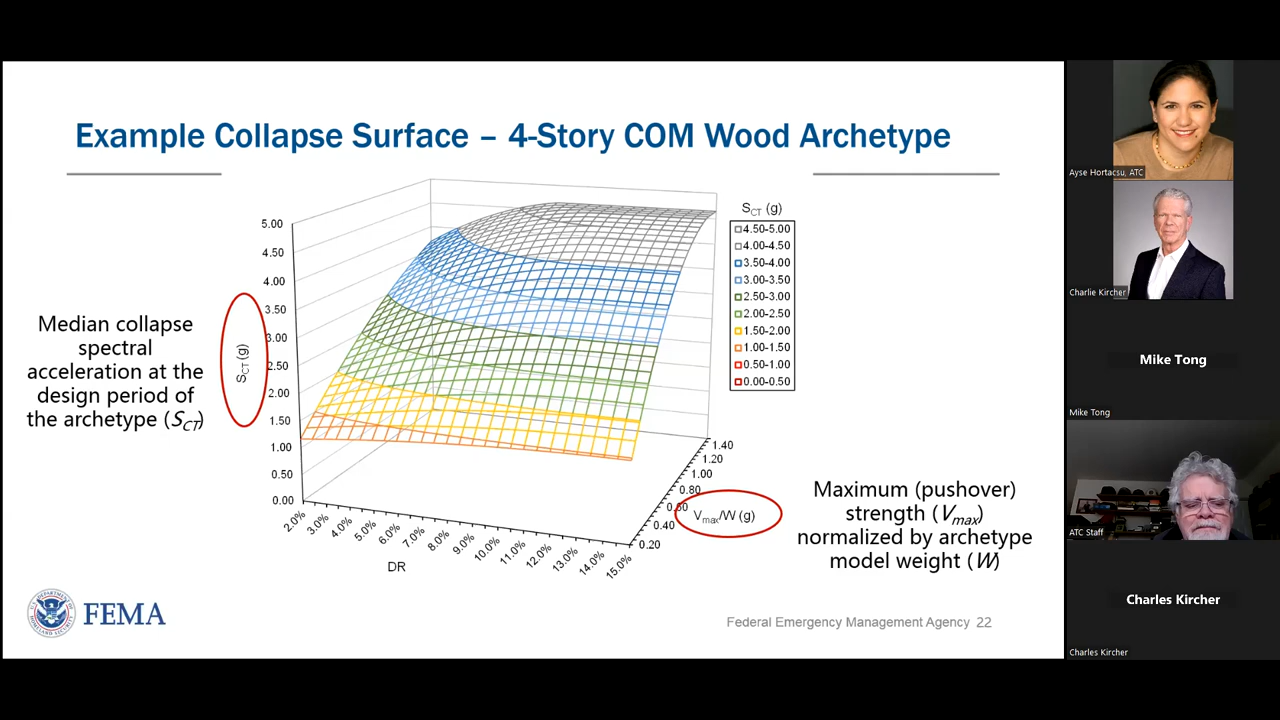 Example Collapse Surface – 4-Story COM Wood Archetype
Median collapse
spectral
acceleration at the
design period of
the archetype (SCT)
SCT (g)
5.00
4.50
4.00
3.50
3.00
2.50
2.00
1.50
1.00
0.50
0.00
2.0%
3.0%
4.0%
5.0%
6.0%
7.0%
8.0%
9.0%
10.0%
11.0%
12.0%
13.0%
14.0%
15.0%
DR
1.40
1.20
1.00
0.80
0.60
0.40
0.20
Vmax/W (g)
SCT (g)
4.50-5.00
4.00-4.50
3.50-4.00
3.00-3.50
2.50-3.00
2.00-2.50
1.50-2.00
1.00-1.50
0.50-1.00
0.00-0.50
Maximum (pushover)
strength (Vmax)
normalized by archetype
model weight (W)
FEMA
Federal Emergency Management Agency 22
Ayse Hortacsu, ATC
Charlie Kircher
Mike Tong
Mike Tong
ATC Staff
Charles Kircher
Charles Kircher